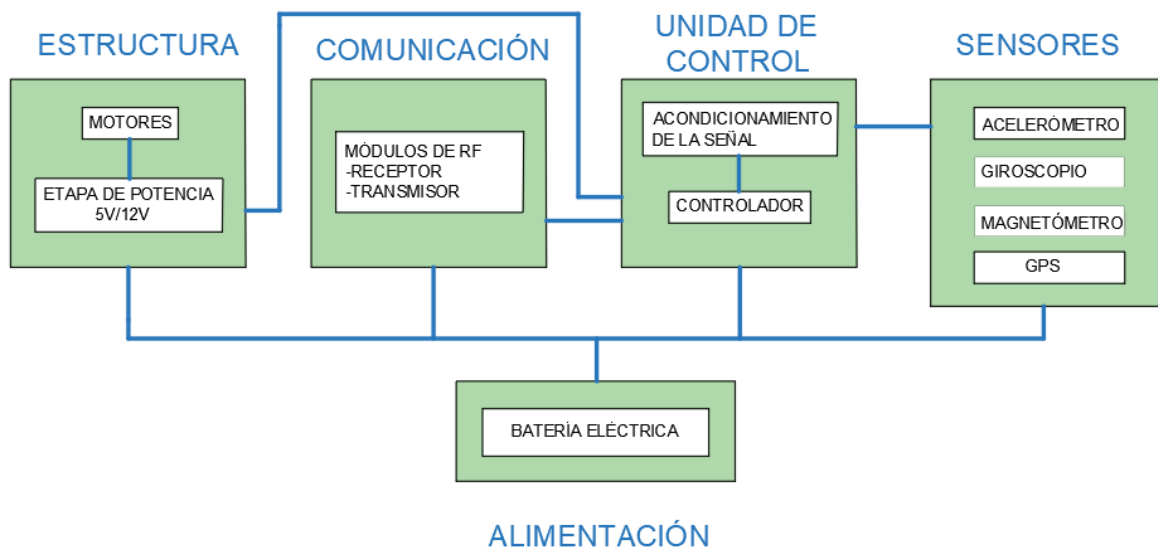 ESTRUCTURA
MOTORES
ETAPA DE POTENCIA
5V/12V
COMUNICACIÓN
MÓDULOS DE RF
-RECEPTOR
-TRANSMISOR
UNIDAD DE
CONTROL
ACONDICIONAMIENTO
DE LA SEÑAL
CONTROLADOR
SENSORES
ACELERÓMETRO
GIROSCOPIO
MAGNETÓMETRO
GPS
BATERÍA ELÉCTRICA
ALIMENTACIÓN